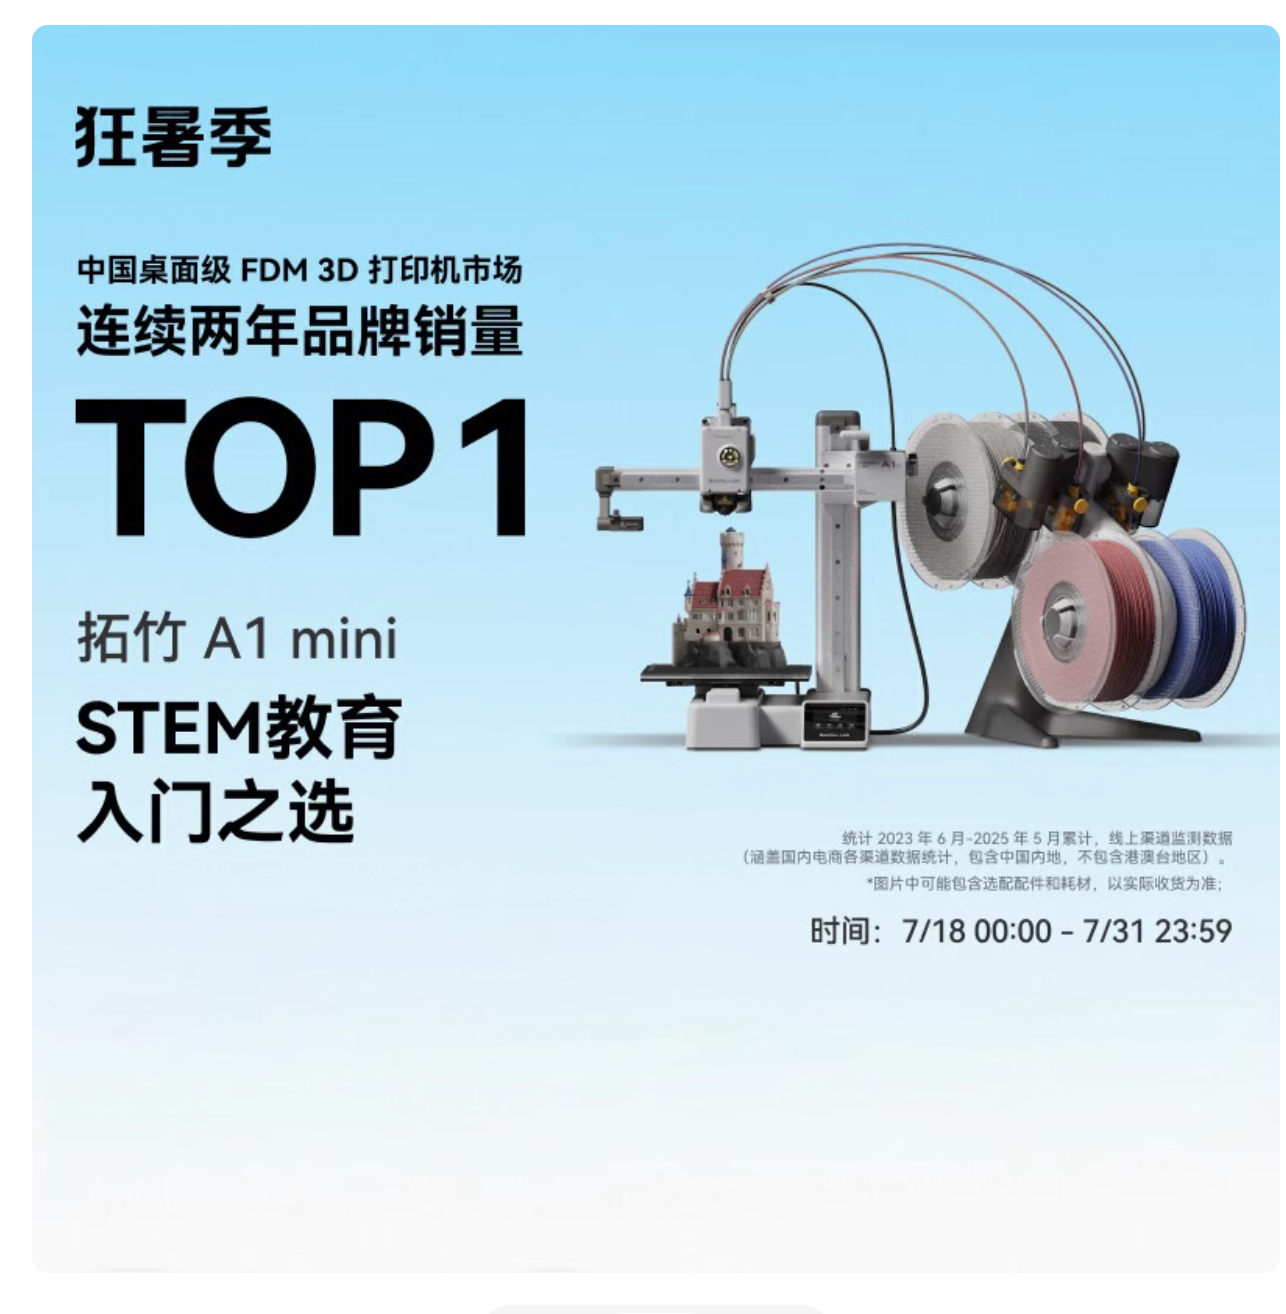 狂暑季
中国桌面级 FDM 3D 打印机市场
连续两年品牌销量
TOP1
拓竹 A1 mini
STEM教育
入门之选
A1
统计 2023 年 6 月-2025 年 5 月累计，线上渠道监测数据
（涵盖国内电商各渠道数据统计，包含中国内地，不包含港澳台地区）。
*图片中可能包含选配配件和耗材，以实际收货为准；
时间：7/18 00:00 - 7/31 23:59